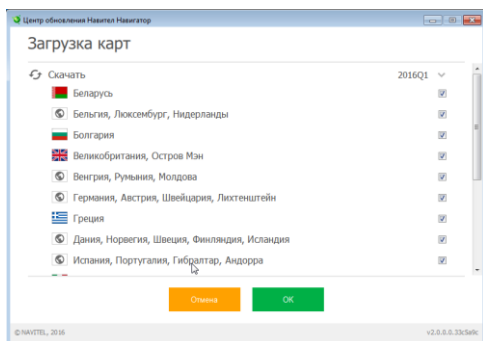 Центр обновления Навител Навигатор
Загрузка карт
Скачать 2016Q1
Беларусь
Бельгия, Люксембург, Нидерланды
Болгария
Великобритания, Остров Мэн
Венгрия, Румыния, Молдова
Германия, Австрия, Швейцария, Лихтенштейн
Греция
Дания, Норвегия, Швеция, Финляндия, Исландия
Испания, Португалия, Гибралтар, Андорра
Отмена OK
© NAVITEL, 2016 v2.0.0.0.33c5a9c